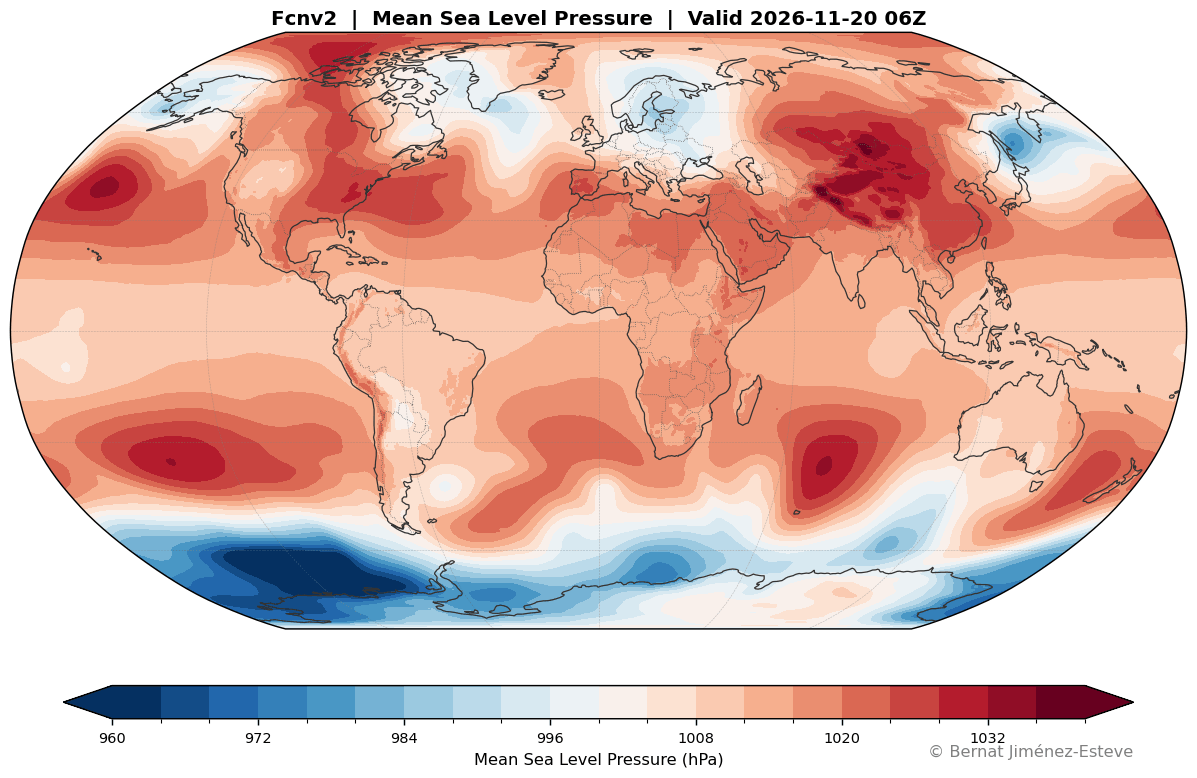 Fcnv2 | Mean Sea Level Pressure | Valid 2026-11-20 06Z
960 972 984 996 1008 1020 1032
Mean Sea Level Pressure (hPa)
© Bernat Jiménez-Esteve